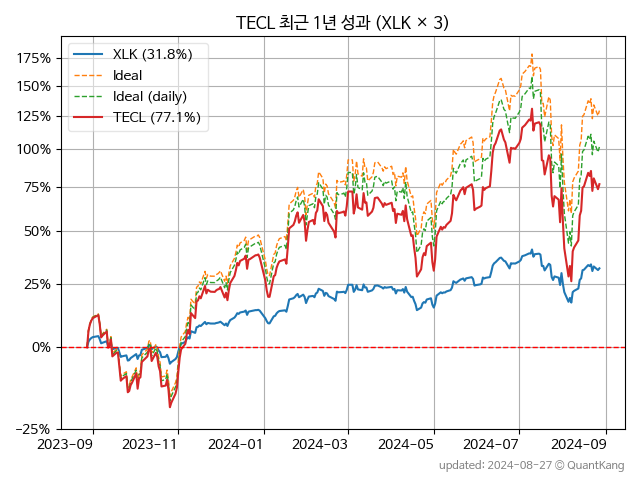 TECL 최근 1년 성과 (XLK × 3)
XLK (31.8%)
Ideal
Ideal (daily)
TECL (77.1%)
175%
150%
125%
100%
75%
50%
25%
0%
−25%
2023-09
2023-11
2024-01
2024-03
2024-05
2024-07
2024-09
updated: 2024-08-27 © QuantKang